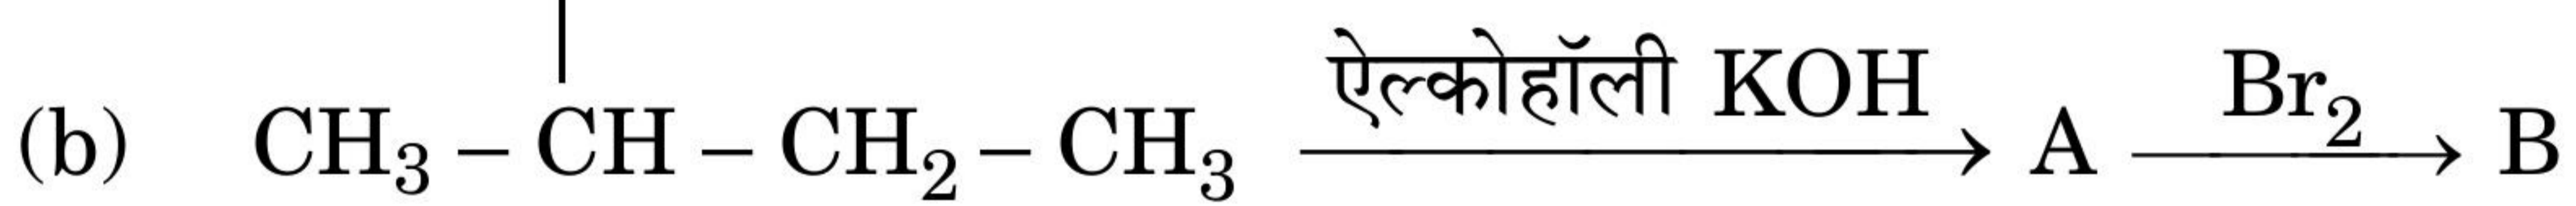 (b) CH₃ – CH – CH₂ – CH₃ ऐल्कोहॉली KOH → A Br₂ → B